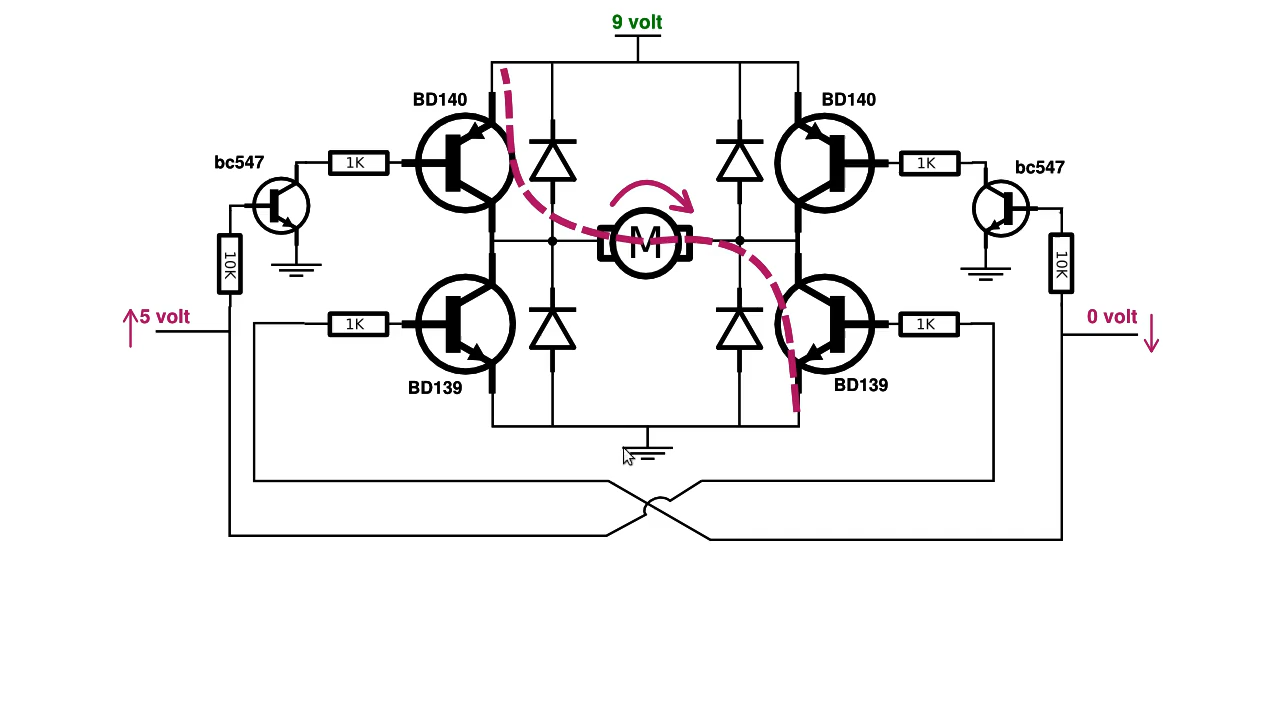 9 volt
BD140
BD140
bc547
1K
1K
bc547
10K
M
10K
5 volt
1K
1K
0 volt
BD139
BD139